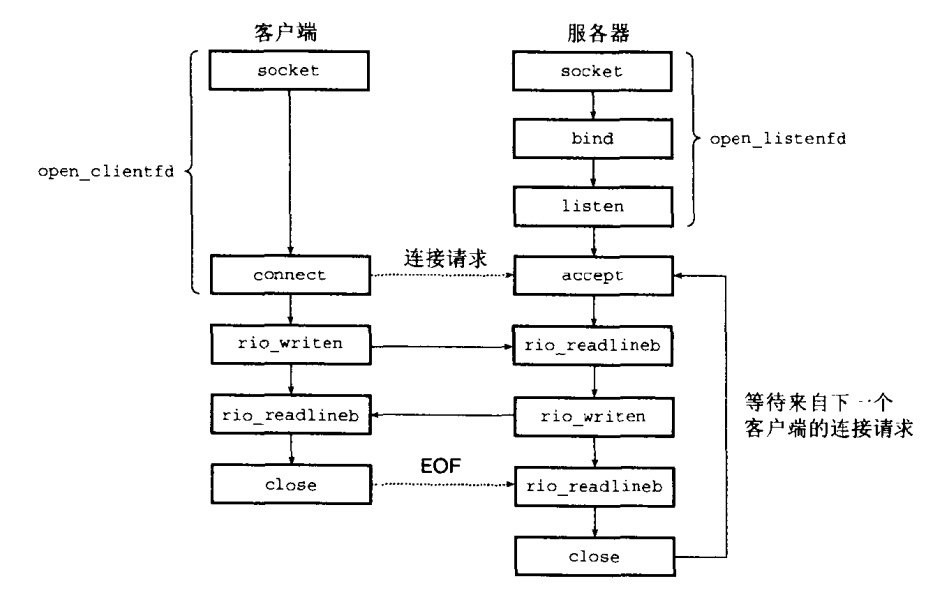 客户端
服务器
socket
socket
bind
open_listenfd
open_clientfd
listen
连接请求
connect
accept
rio_writen
rio_readlineb
等待来自下一个
客户端的连接请求
rio_readlineb
rio_writen
EOF
close
rio_readlineb
close